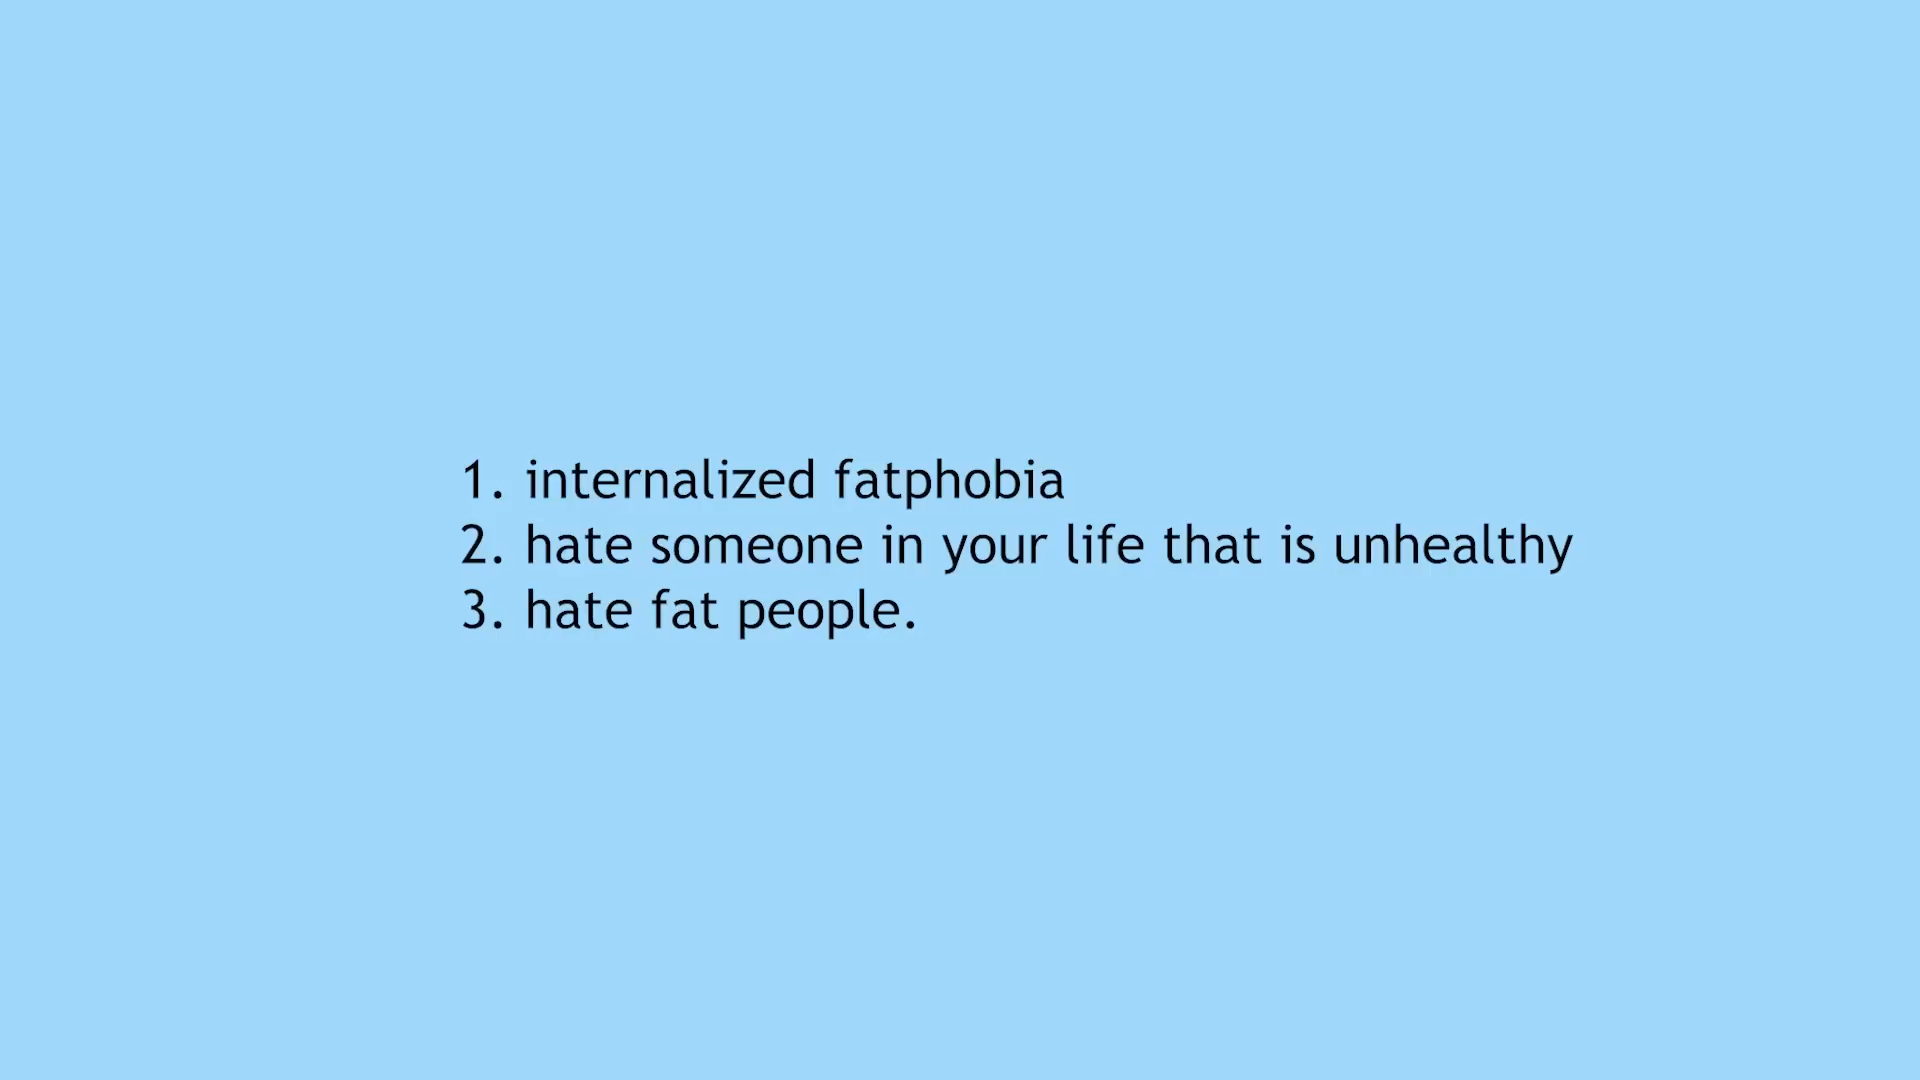 1. internalized fatphobia
2. hate someone in your life that is unhealthy
3. hate fat people.